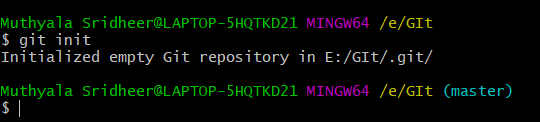 Muthyala Sridheer@LAPTOP-5HQTKD21 MINGW64 /e/GIt
$ git init
Initialized empty Git repository in E:/GIt/.git/
Muthyala Sridheer@LAPTOP-5HQTKD21 MINGW64 /e/GIt (master)
$